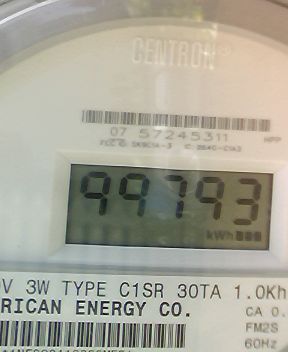 CENTRON®
07 57245311
99793
kWh
V 3W TYPE C1SR 30TA 1.0Kh
RICAN ENERGY CO.
CA 0.
FM2S
60Hz